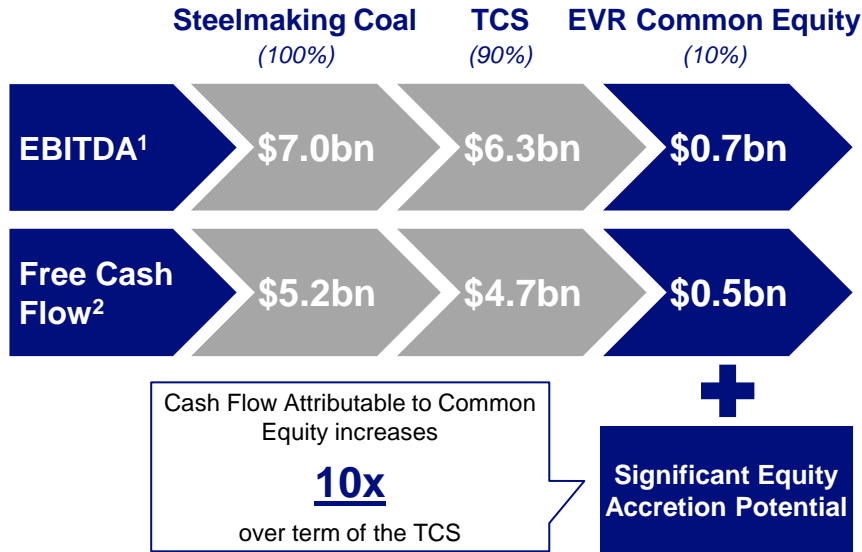 Steelmaking Coal TCS EVR Common Equity
(100%) (90%) (10%)
EBITDA¹ $7.0bn $6.3bn $0.7bn
Free Cash
Flow² $5.2bn $4.7bn $0.5bn
Cash Flow Attributable to Common
Equity increases
10x
over term of the TCS
Significant Equity
Accretion Potential